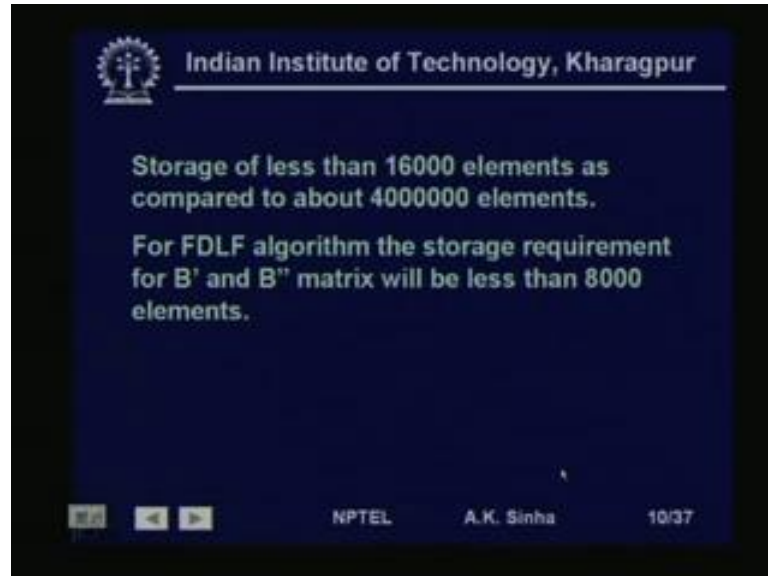 Indian Institute of Technology, Kharagpur
Storage of less than 16000 elements as
compared to about 4000000 elements.
For FDLF algorithm the storage requirement
for B' and B" matrix will be less than 8000
elements.
NPTEL A.K. Sinha 10/37